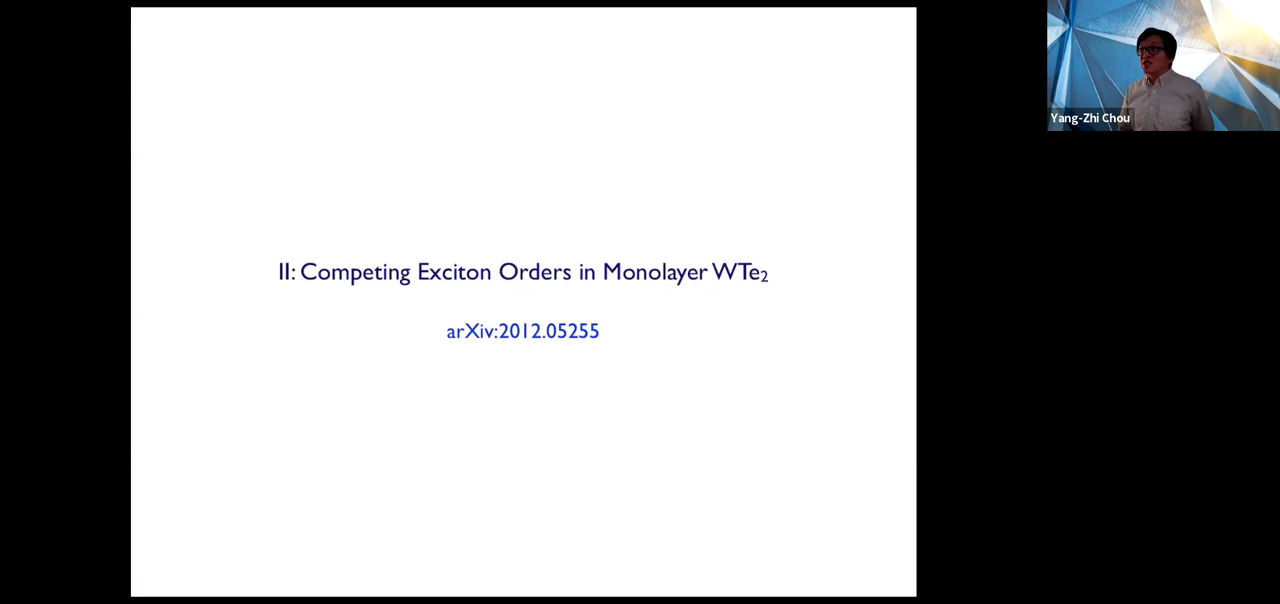 II: Competing Exciton Orders in Monolayer WTe₂
arXiv:2012.05255
Yang-Zhi Chou